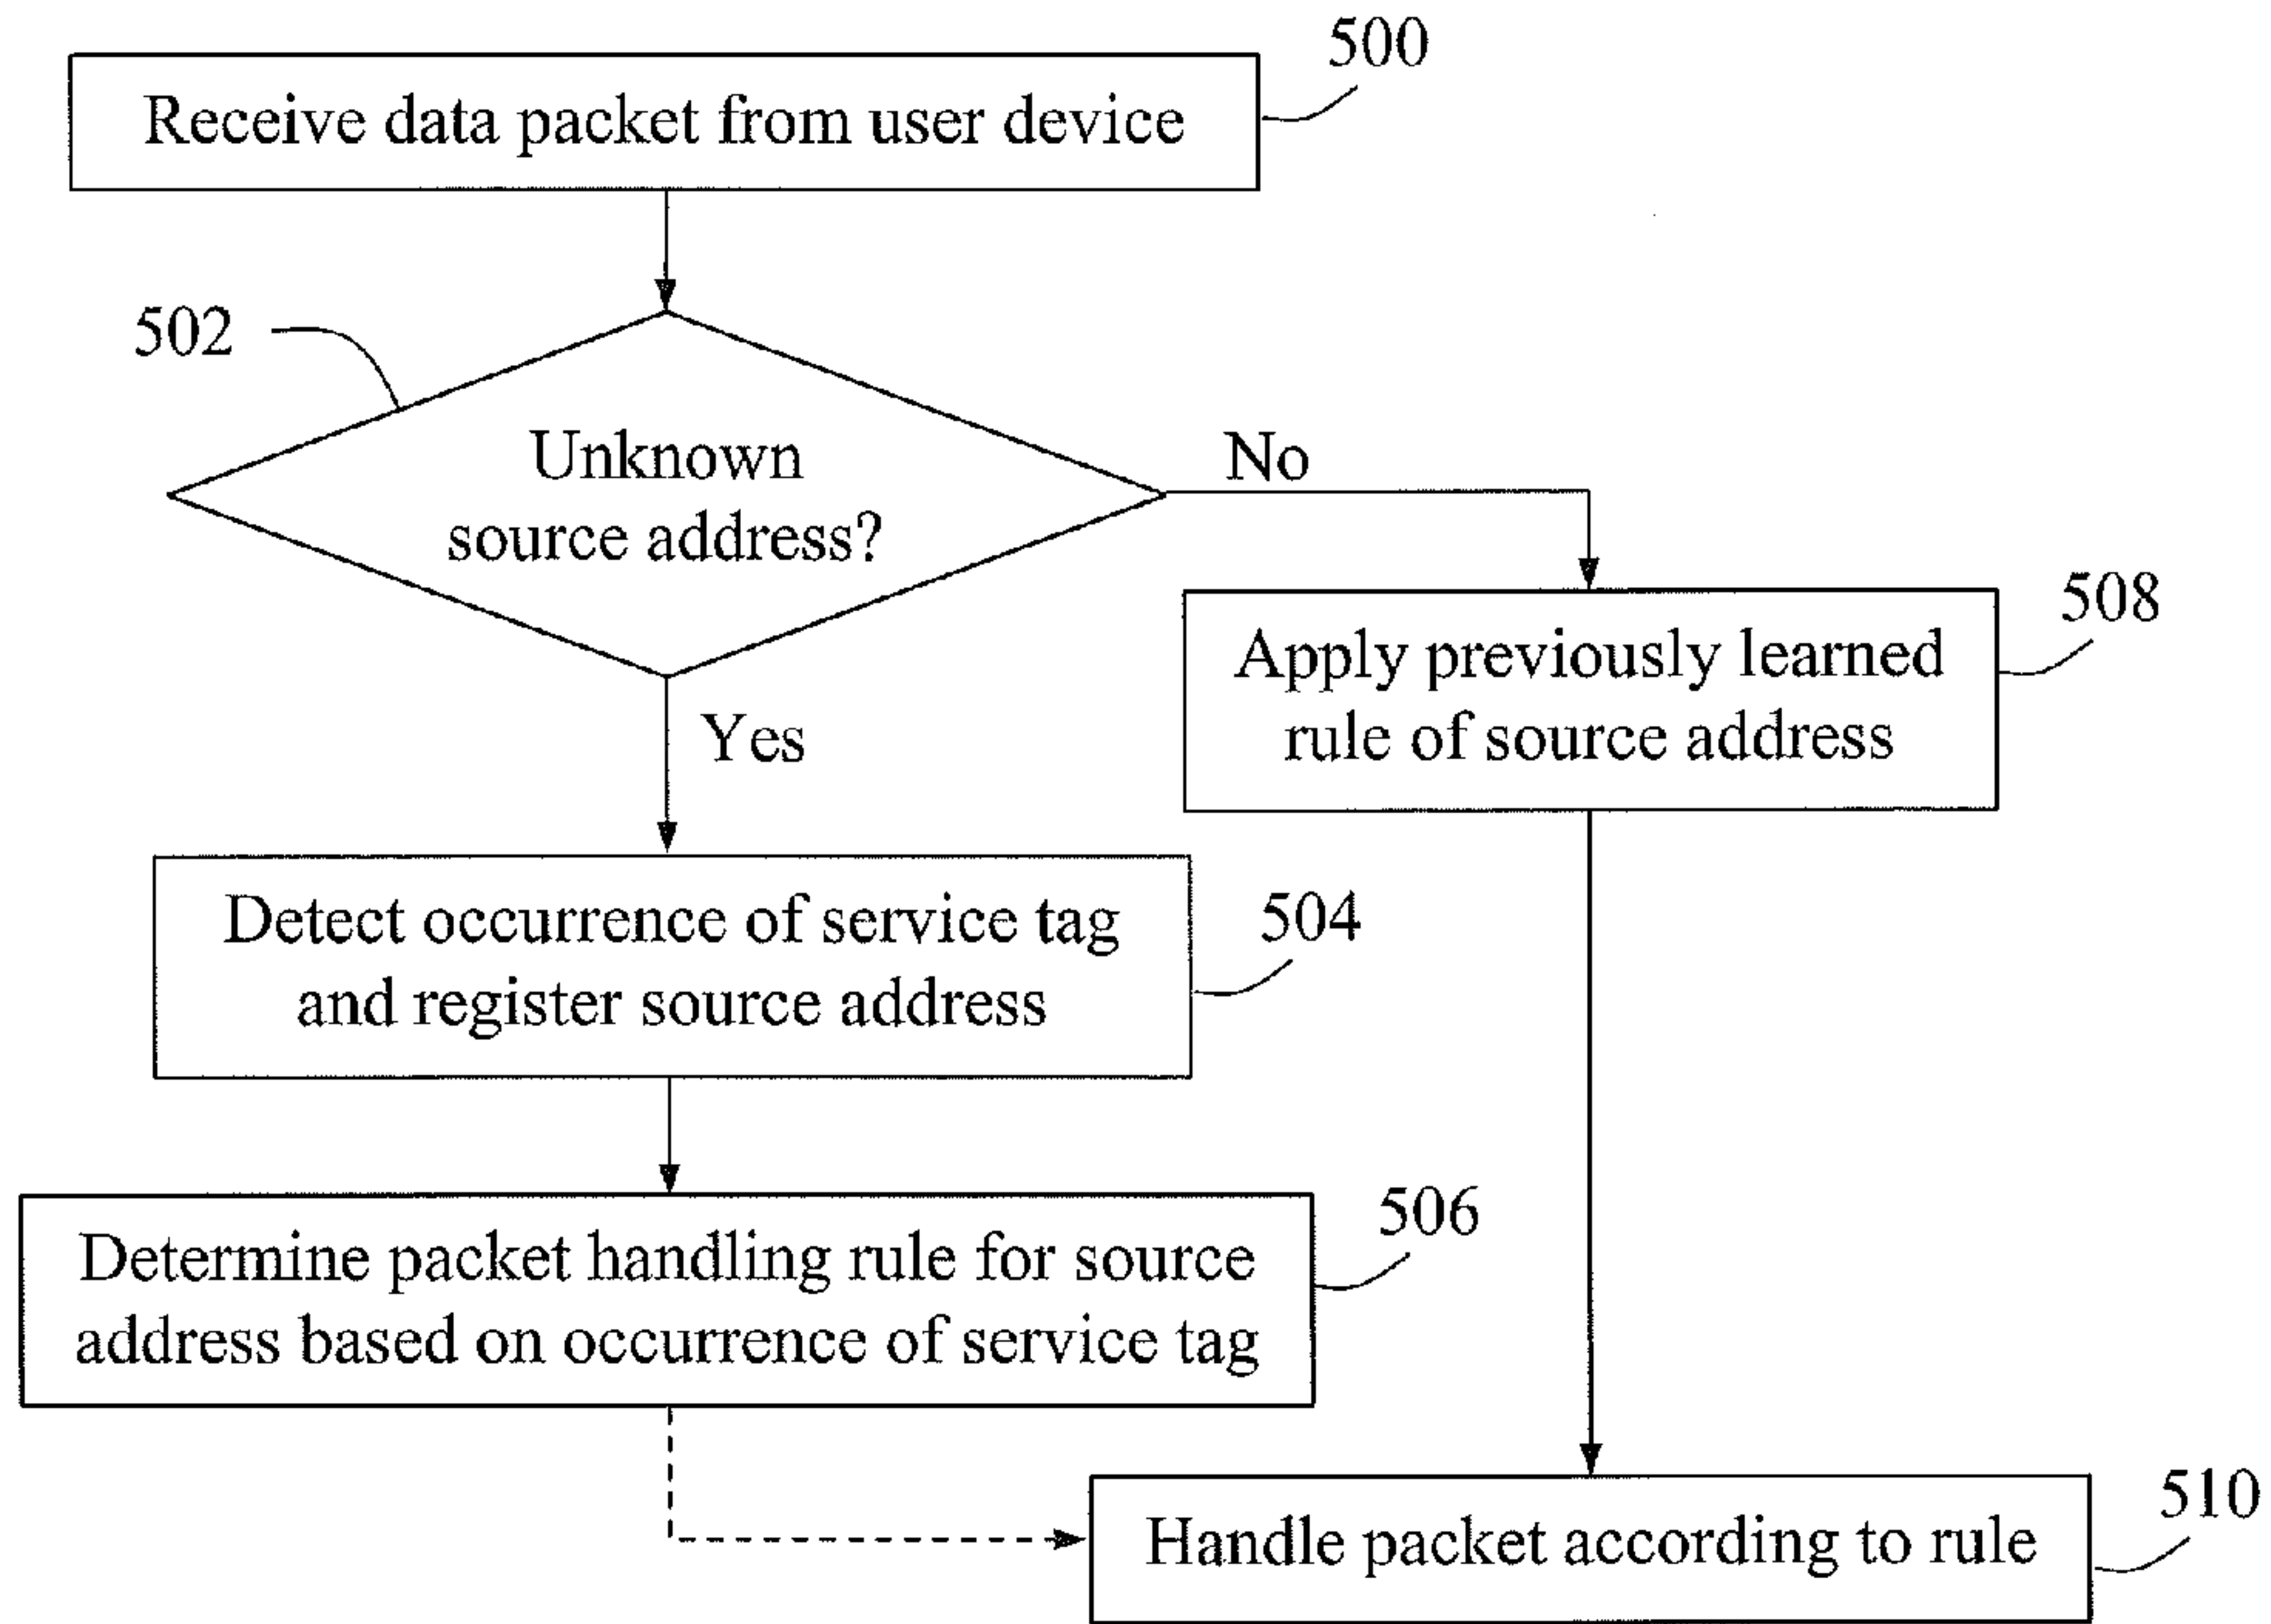 500
Receive data packet from user device
502
Unknown
source address?
No
Yes
508
Apply previously learned
rule of source address
504
Detect occurrence of service tag
and register source address
506
Determine packet handling rule for source
address based on occurrence of service tag
510
Handle packet according to rule